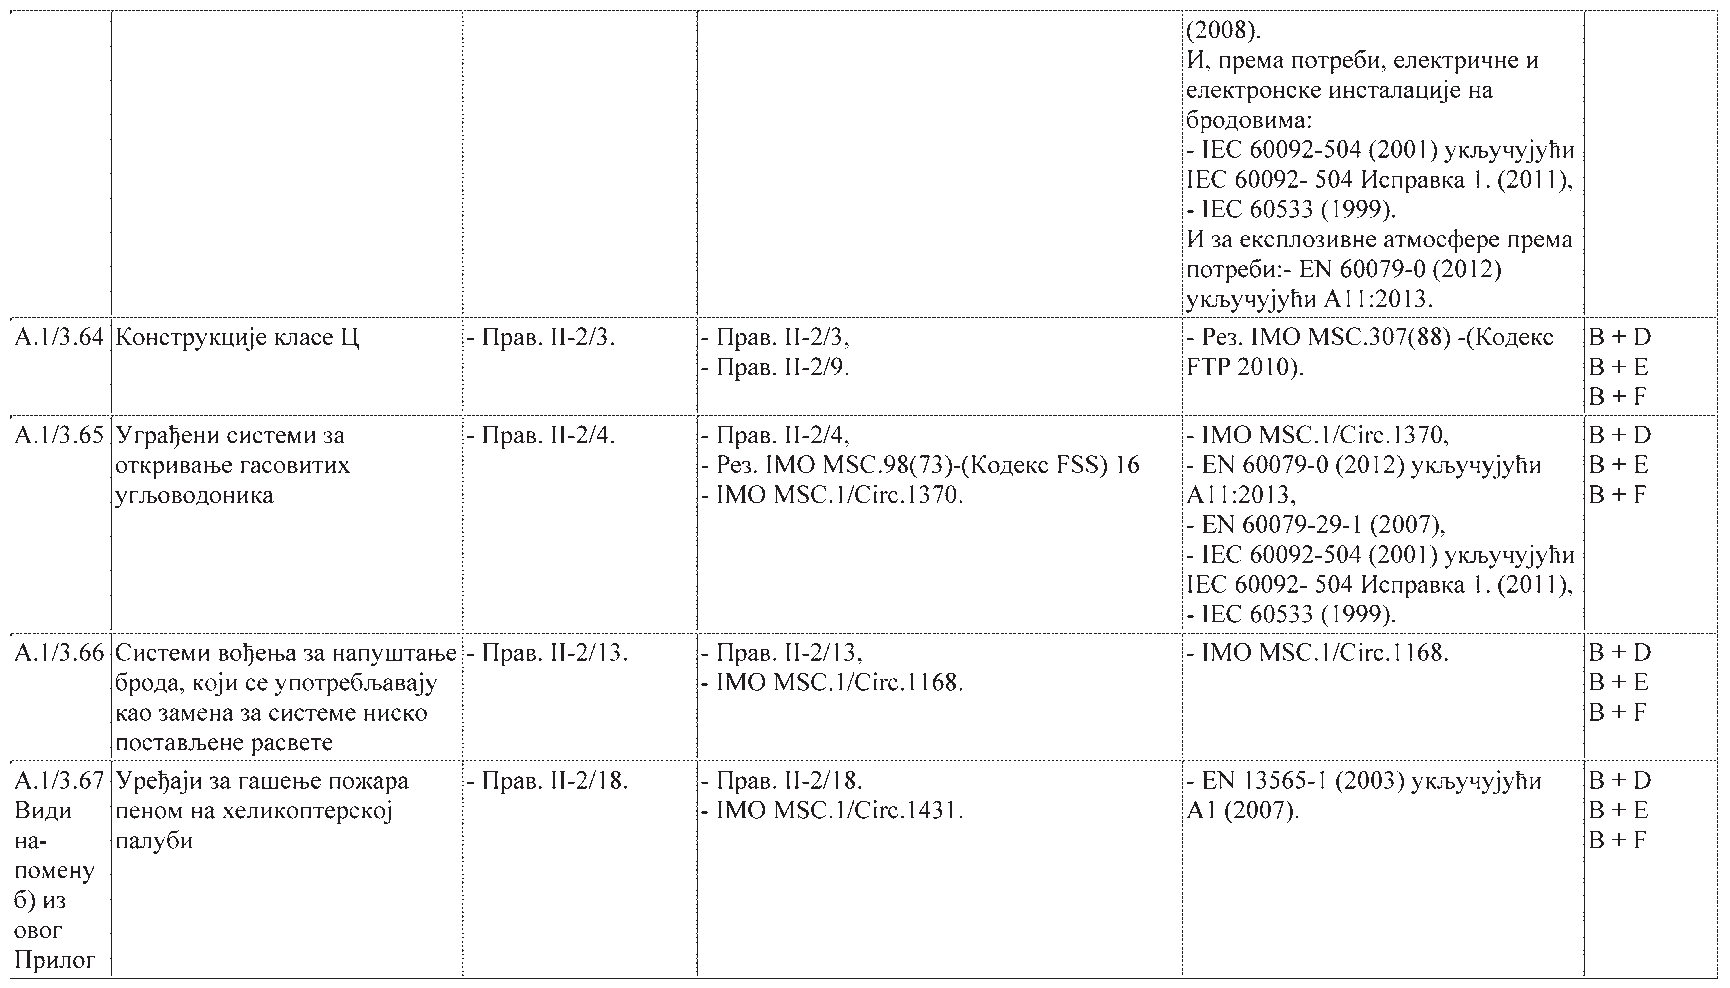 (2008).
И, према потреби, електричне и
електронске инсталације на
бродовима:
- IEC 60092-504 (2001) укључујући
IEC 60092- 504 Исправка 1. (2011),
- IEC 60533 (1999).
И за експлозивне атмосфере према
потреби:- EN 60079-0 (2012)
укључујући A11:2013.
А.1/3.64
Конструкције класе Ц
- Прав. II-2/3.
- Прав. II-2/3,
- Прав. II-2/9.
- Рез. IMO MSC.307(88) -(Кодекс
FTP 2010).
B + D
B + E
B + F
А.1/3.65
Уграђени системи за
откривање гасовитих
угљоводоника
- Прав. II-2/4.
- Прав. II-2/4,
- Рез. IMO MSC.98(73)-(Кодекс FSS) 16
- IMO MSC.1/Circ.1370.
- IMO MSC.1/Circ.1370,
- EN 60079-0 (2012) укључујући
A11:2013,
- EN 60079-29-1 (2007),
- IEC 60092-504 (2001) укључујући
IEC 60092- 504 Исправка 1. (2011),
- IEC 60533 (1999).
B + D
B + E
B + F
А.1/3.66
Системи вођења за напуштање
брода, који се употребљавају
као замена за системе ниско
постављене расвете
- Прав. II-2/13.
- Прав. II-2/13,
- IMO MSC.1/Circ.1168.
- IMO MSC.1/Circ.1168.
B + D
B + E
B + F
А.1/3.67
Види
на-
помену
б) из
овог
Прилог
Уређаји за гашење пожара
пеном на хеликоптерској
палуби
- Прав. II-2/18.
- Прав. II-2/18.
- IMO MSC.1/Circ.1431.
- EN 13565-1 (2003) укључујући
A1 (2007).
B + D
B + E
B + F